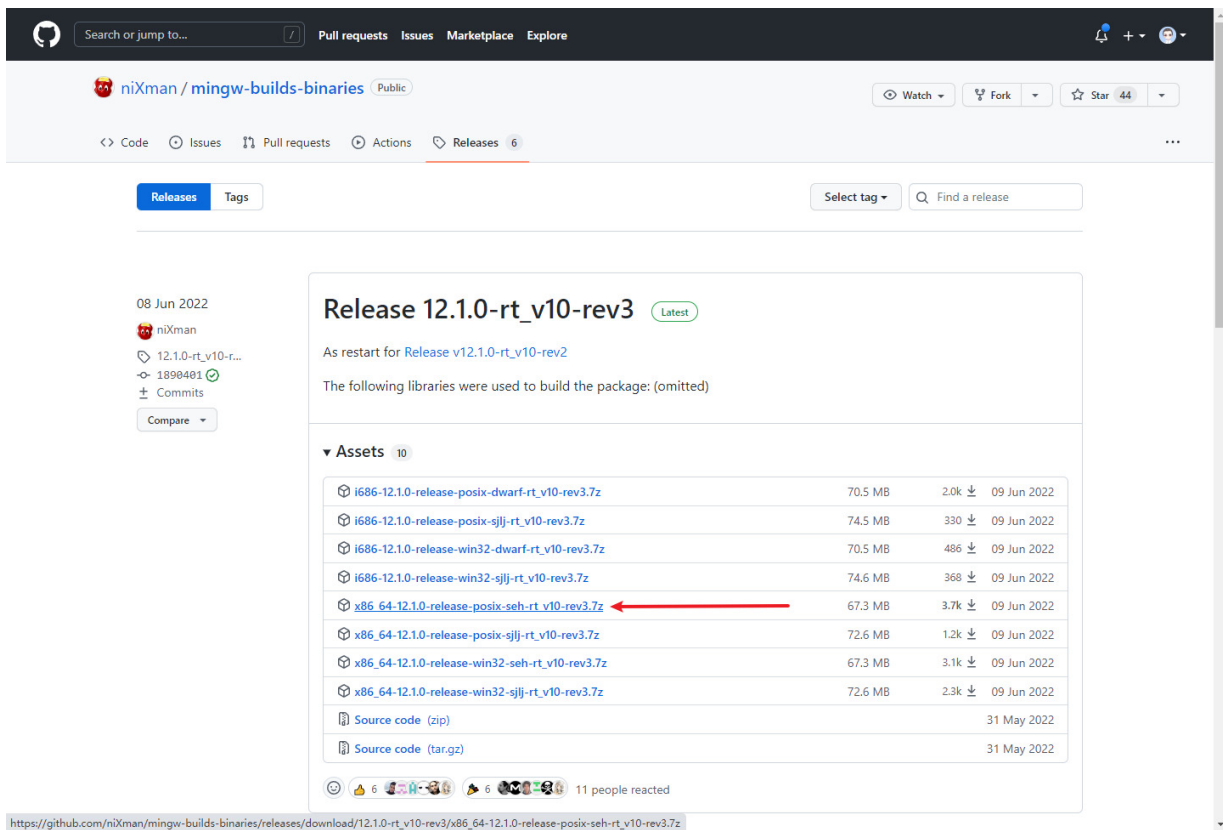 Search or jump to... / Pull requests Issues Marketplace Explore
niXman / mingw-builds-binaries Public Watch Fork Star 44
Code Issues Pull requests Actions Releases 6 ...
Releases Tags Select tag Find a release
08 Jun 2022
niXman
12.1.0-rt_v10-r...
1890401
Commits
Compare
Release 12.1.0-rt_v10-rev3 Latest
As restart for Release v12.1.0-rt_v10-rev2
The following libraries were used to build the package: (omitted)
Assets 10
i686-12.1.0-release-posix-dwarf-rt_v10-rev3.7z 70.5 MB 2.0k 09 Jun 2022
i686-12.1.0-release-posix-sjlj-rt_v10-rev3.7z 74.5 MB 330 09 Jun 2022
i686-12.1.0-release-win32-dwarf-rt_v10-rev3.7z 70.5 MB 486 09 Jun 2022
i686-12.1.0-release-win32-sjlj-rt_v10-rev3.7z 74.6 MB 368 09 Jun 2022
x86_64-12.1.0-release-posix-seh-rt_v10-rev3.7z 67.3 MB 3.7k 09 Jun 2022
x86_64-12.1.0-release-posix-sjlj-rt_v10-rev3.7z 72.6 MB 1.2k 09 Jun 2022
x86_64-12.1.0-release-win32-seh-rt_v10-rev3.7z 67.3 MB 3.1k 09 Jun 2022
x86_64-12.1.0-release-win32-sjlj-rt_v10-rev3.7z 72.6 MB 2.3k 09 Jun 2022
Source code (zip) 31 May 2022
Source code (tar.gz) 31 May 2022
6 6 11 people reacted
https://github.com/niXman/mingw-builds-binaries/releases/download/12.1.0-rt_v10-rev3/x86_64-12.1.0-release-posix-seh-rt_v10-rev3.7z